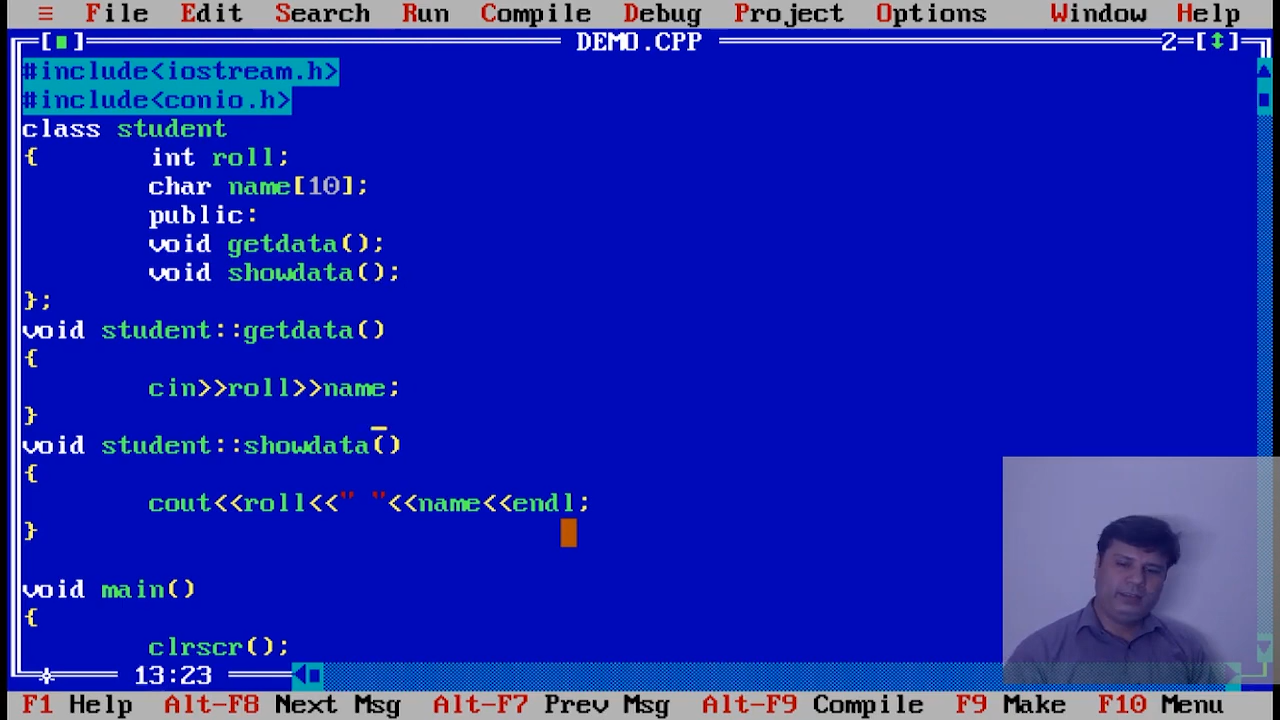 ≡ File Edit Search Run Compile Debug Project Options Window Help
[■] DEMO.CPP 2=[↕]
#include<iostream.h>
#include<conio.h>
class student
{ int roll;
char name[10];
public:
void getdata();
void showdata();
};
void student::getdata()
{
cin>>roll>>name;
}
void student::showdata()
{
cout<<roll<<" "<<name<<endl;
}
void main()
{
clrscr();
13:23
F1 Help Alt-F8 Next Msg Alt-F7 Prev Msg Alt-F9 Compile F9 Make F10 Menu